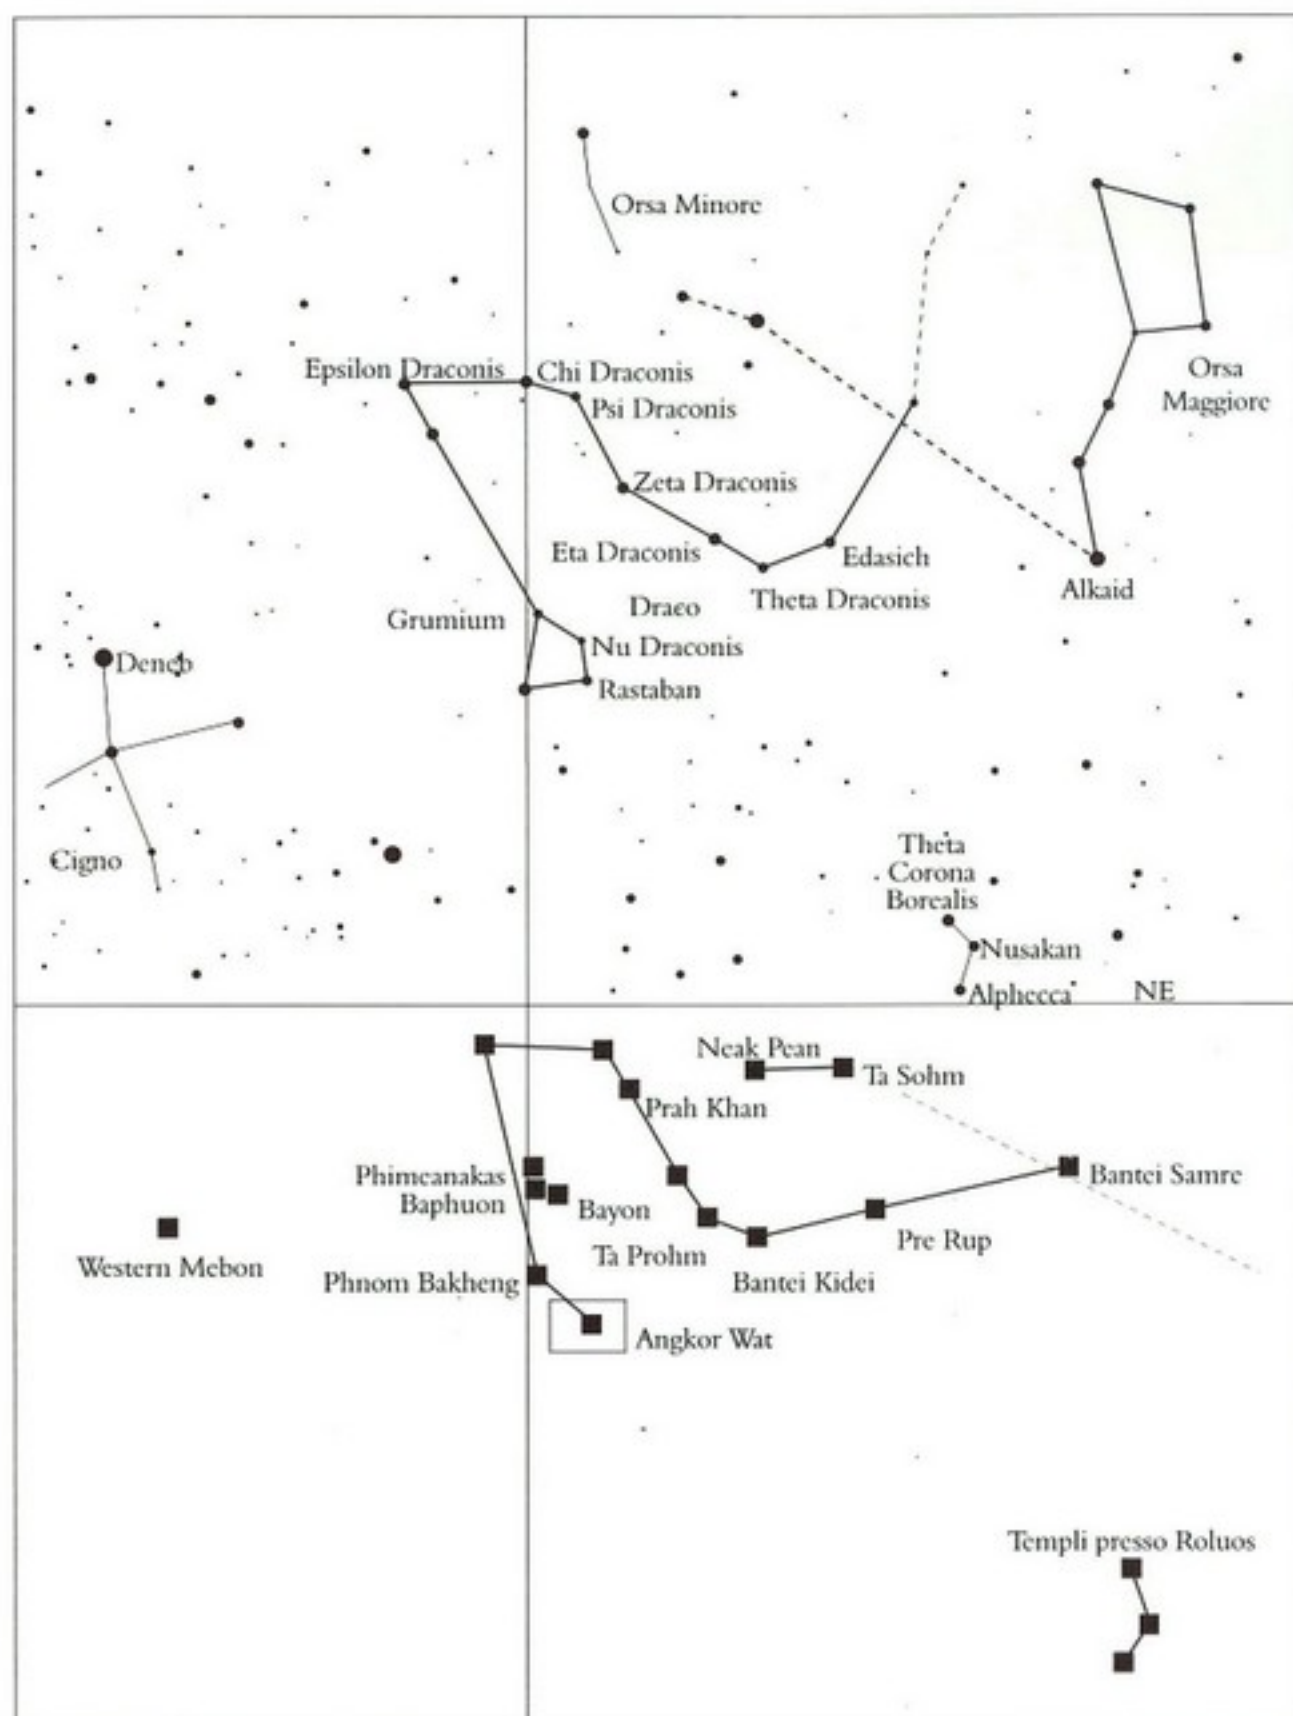 Orsa Minore
Epsilon Draconis
Chi Draconis
Psi Draconis
Orsa
Maggiore
Zeta Draconis
Eta Draconis
Edasich
Theta Draconis
Alkaid
Draco
Grumium
Nu Draconis
Deneb
Rastaban
Cigno
Theta
Corona
Borealis
Nusakan
Alphecca
NE
Neak Pean
Ta Sohm
Prah Khan
Phimeanakas
Baphuon
Bantei Samre
Bayon
Pre Rup
Ta Prohm
Western Mebon
Phnom Bakheng
Bantei Kidei
Angkor Wat
Templi presso Roluos